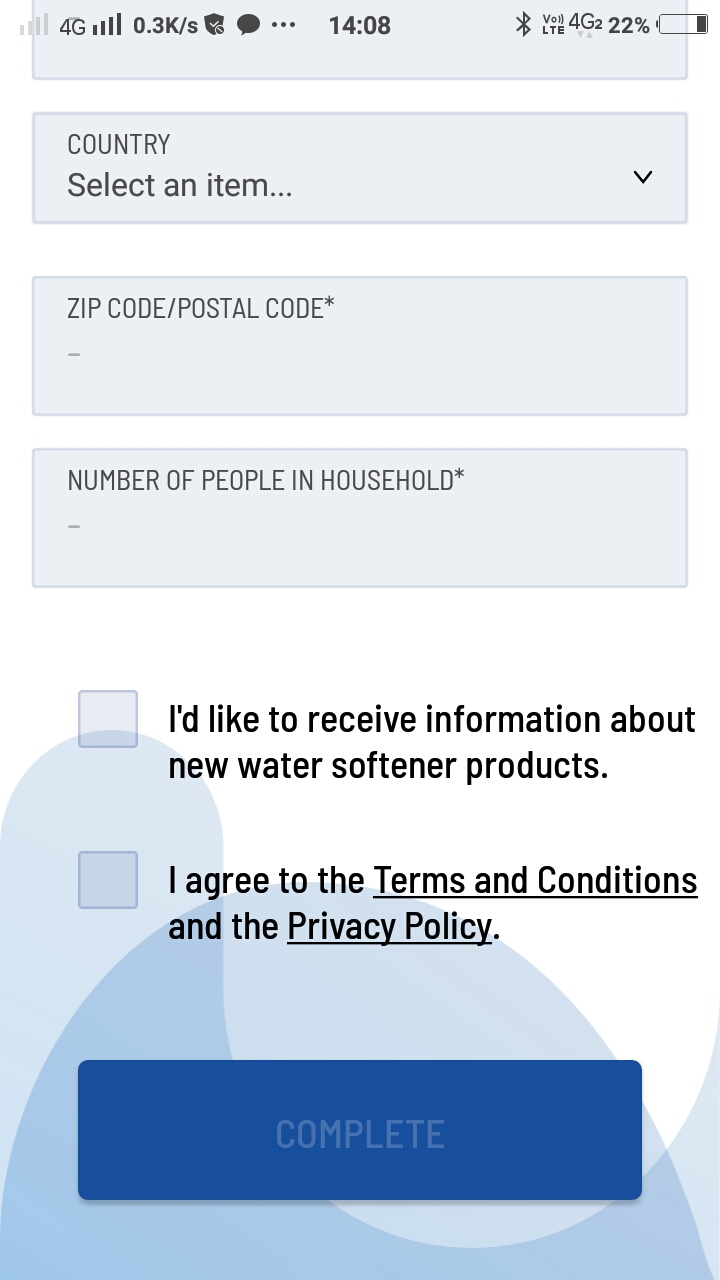 4G 0.3K/s 14:08 Vo)) LTE 4G2 22%
COUNTRY
Select an item...
ZIP CODE/POSTAL CODE*
–
NUMBER OF PEOPLE IN HOUSEHOLD*
–
I'd like to receive information about
new water softener products.
I agree to the Terms and Conditions
and the Privacy Policy.
COMPLETE